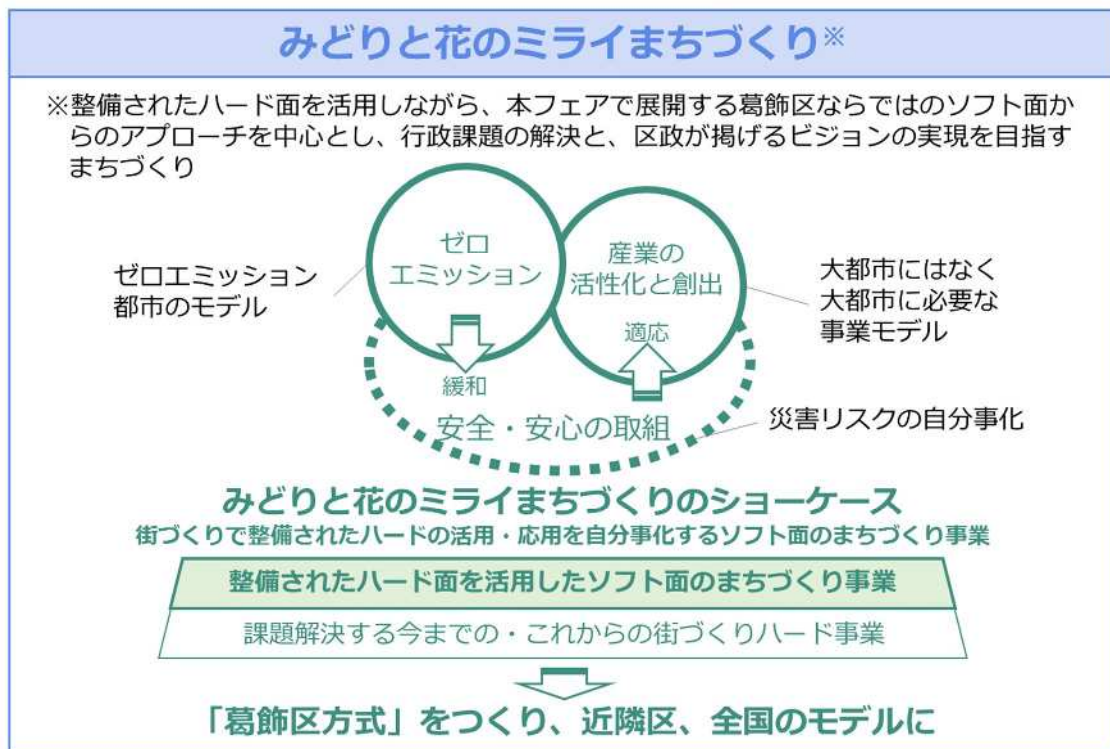 みどりと花のミライまちづくり※
※整備されたハード面を活用しながら、本フェアで展開する葛飾区ならではのソフト面か
らのアプローチを中心とし、行政課題の解決と、区政が掲げるビジョンの実現を目指す
まちづくり
ゼロ
エミッション
産業の
活性化と創出
ゼロエミッション
都市のモデル
大都市にはなく
大都市に必要な
事業モデル
適応
緩和
安全・安心の取組
災害リスクの自分事化
みどりと花のミライまちづくりのショーケース
街づくりで整備されたハードの活用・応用を自分事化するソフト面のまちづくり事業
整備されたハード面を活用したソフト面のまちづくり事業
課題解決する今までの・これからの街づくりハード事業
「葛飾区方式」をつくり、近隣区、全国のモデルに